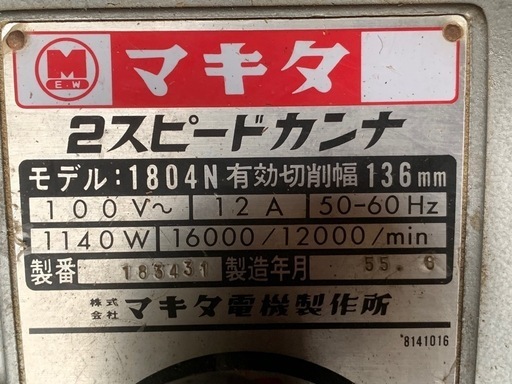 M
E.W
マキタ
2スピードカンナ
モデル:1804N 有効切削幅 136mm
100V~ 12A 50-60Hz
1140W 16000/12000/min
製番 183431 製造年月 55.6
株式会社 マキタ電機製作所
*8141016